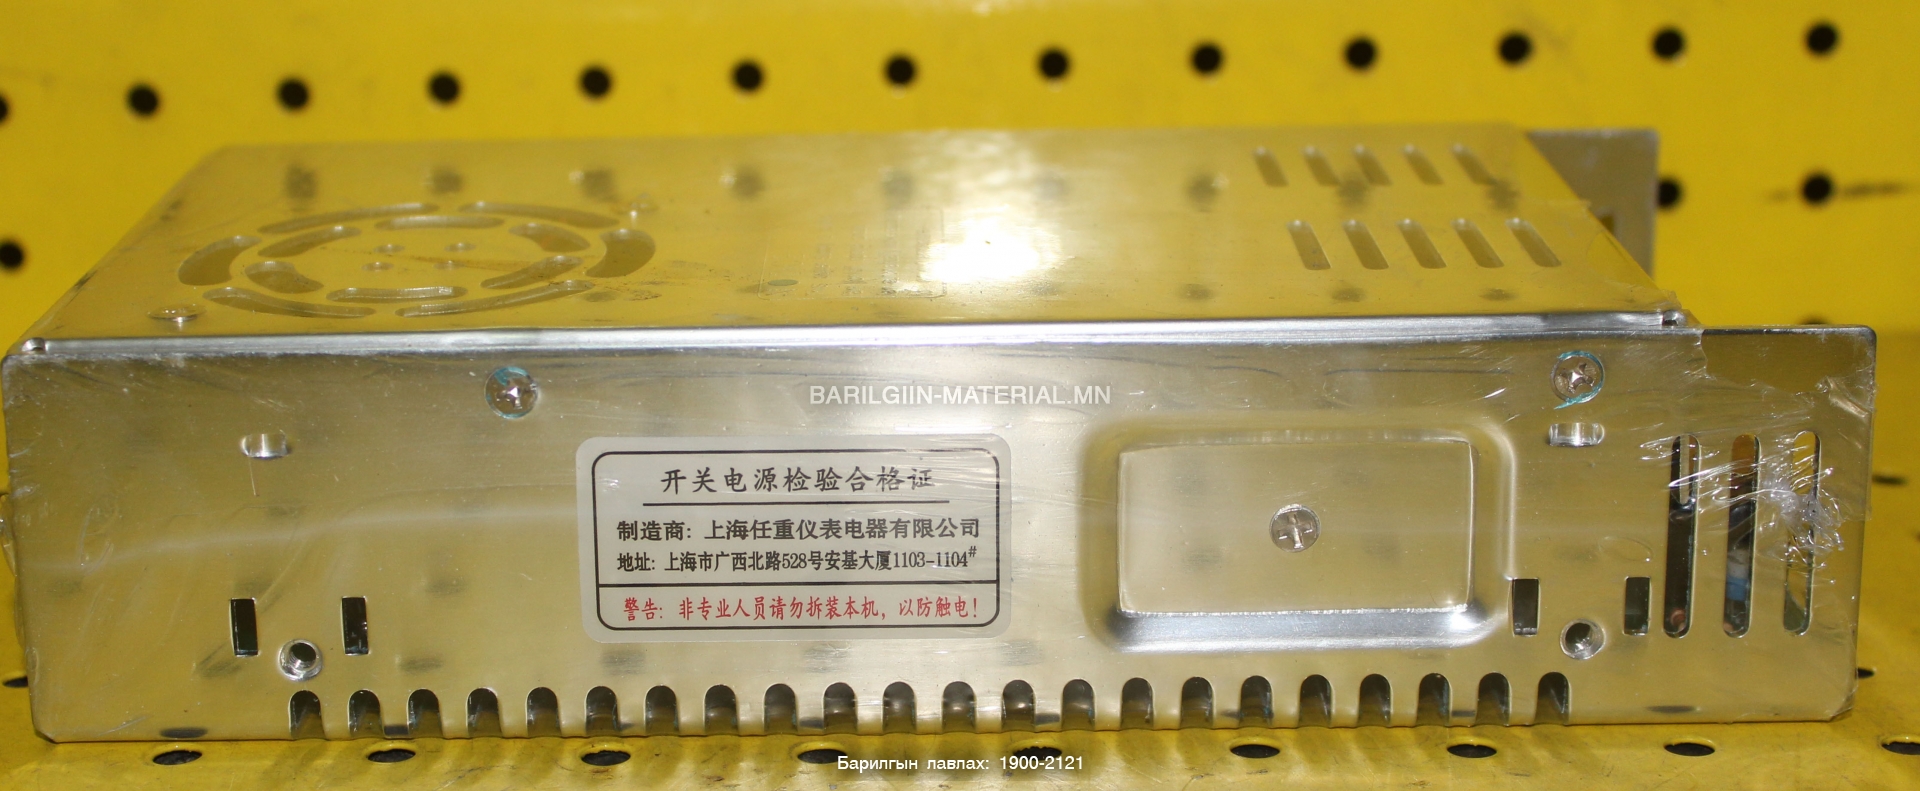 BARILGIIN-MATERIAL.MN
开关电源检验合格证
制造商: 上海任重仪表电器有限公司
地址: 上海市广西北路528号安基大厦1103-1104#
警告: 非专业人员请勿拆装本机, 以防触电!
Барилгын лавлах: 1900-2121